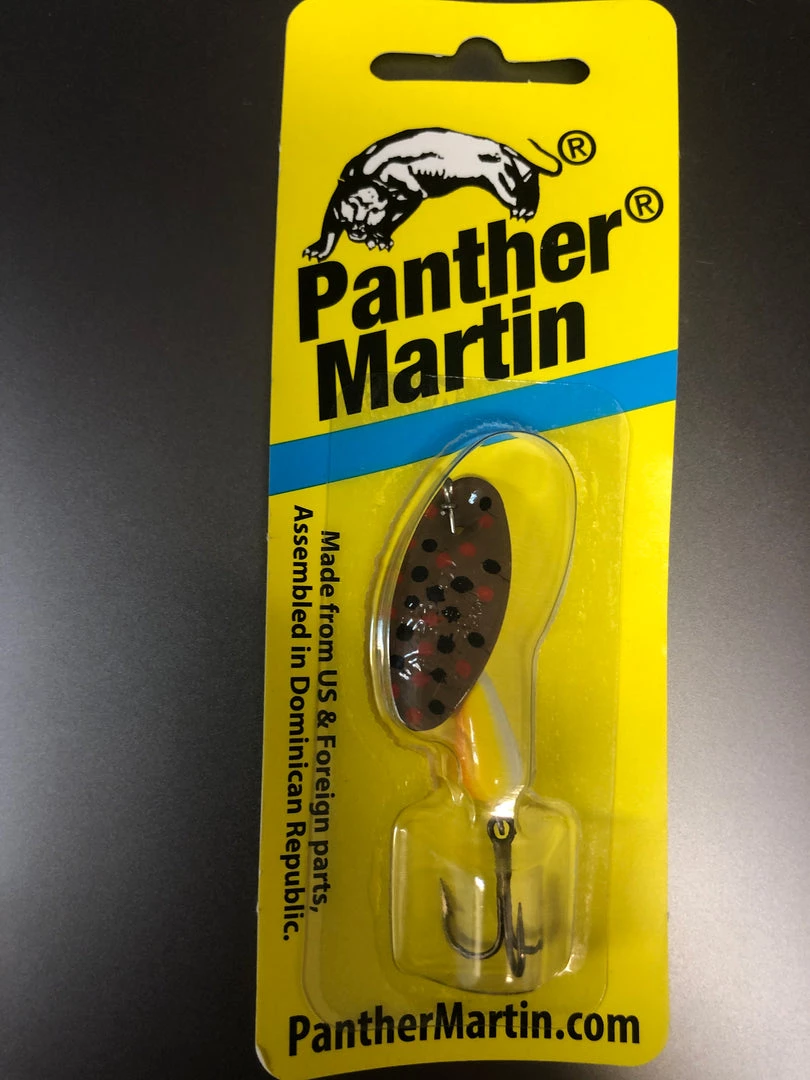 ®
Panther®
Martin
Made from US & Foreign parts,
Assembled in Dominican Republic.
PantherMartin.com